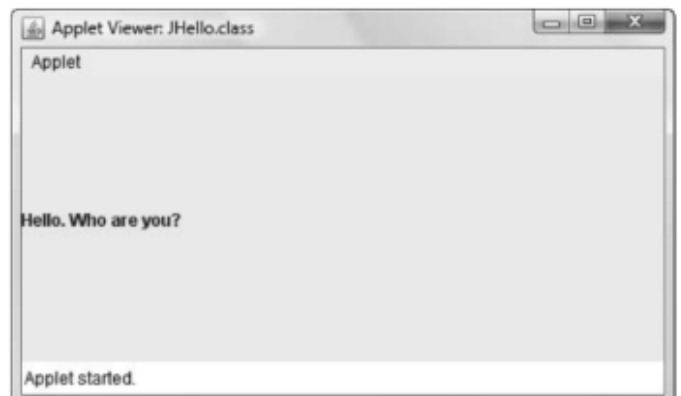 Applet Viewer: JHello.class
Applet
Hello. Who are you?
Applet started.